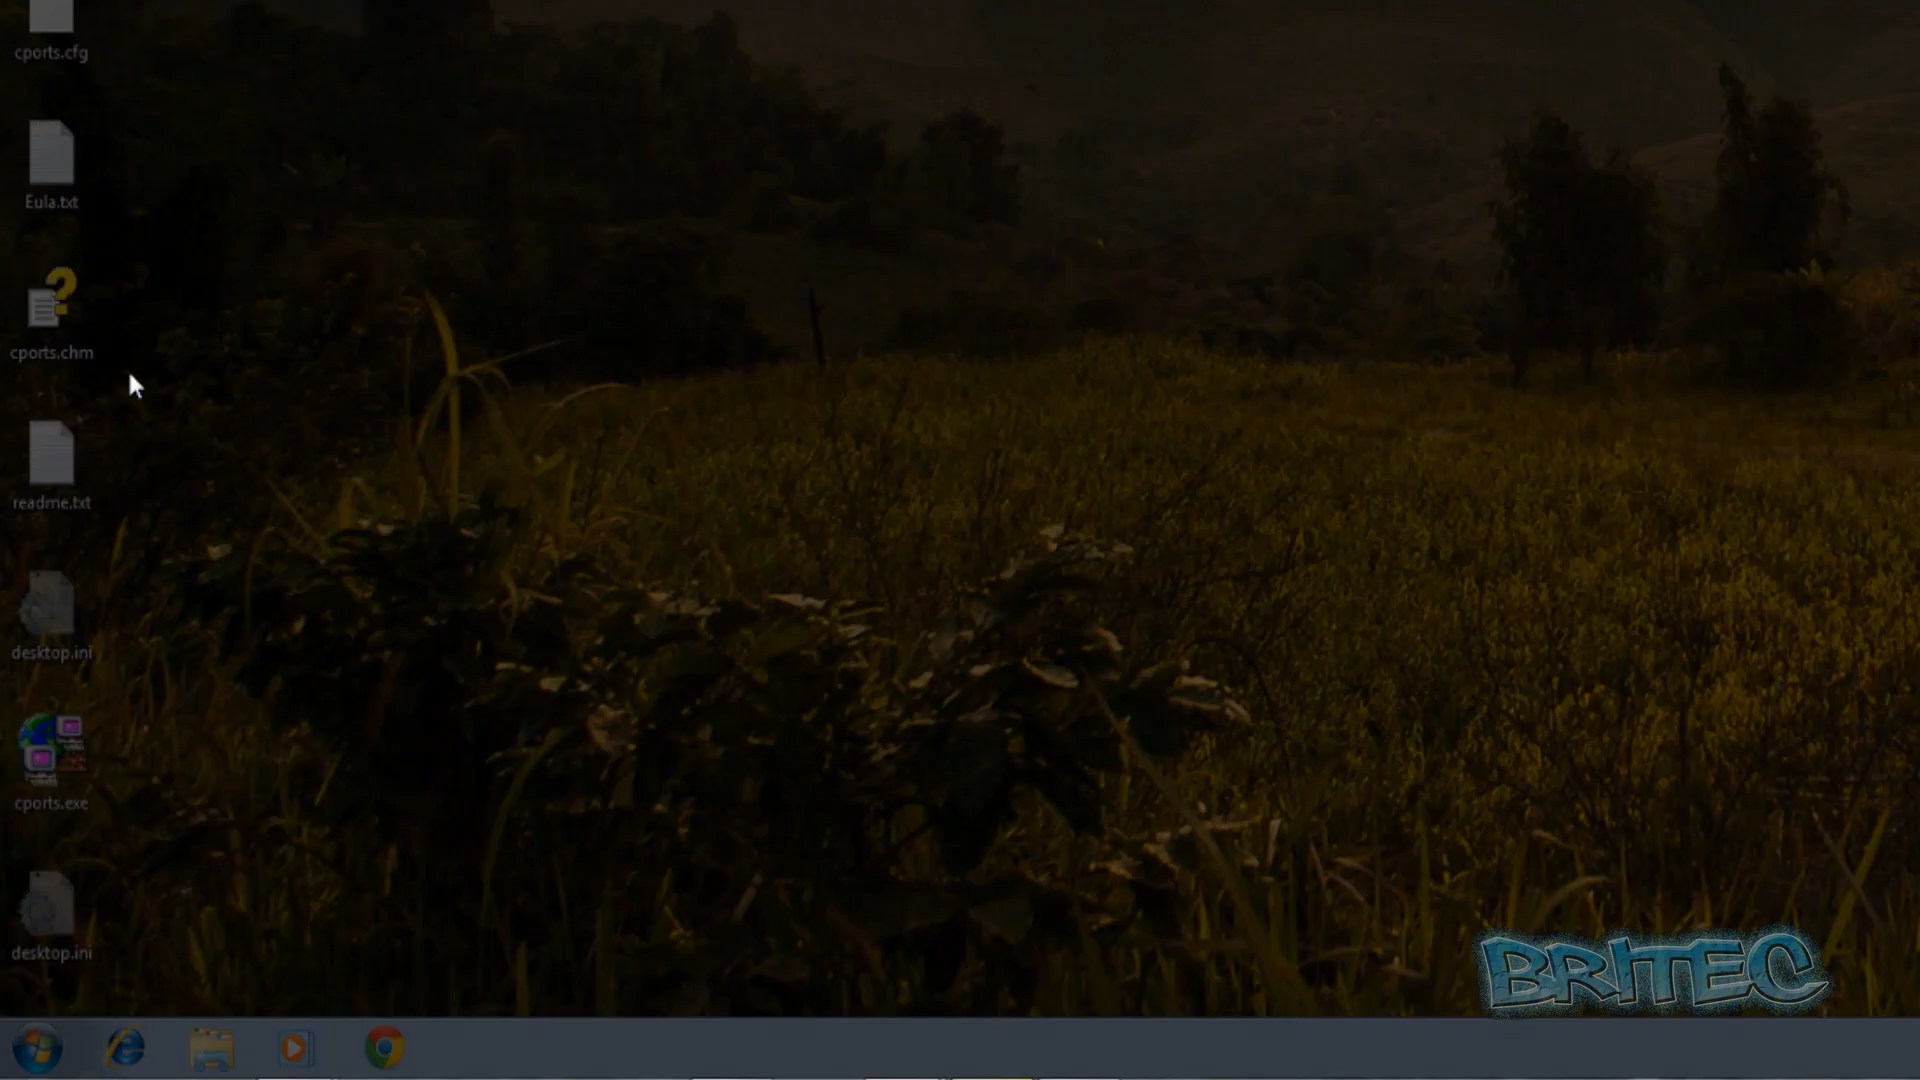 cports.cfg
Eula.txt
cports.chm
readme.txt
desktop.ini
cports.exe
desktop.ini
BRITEC